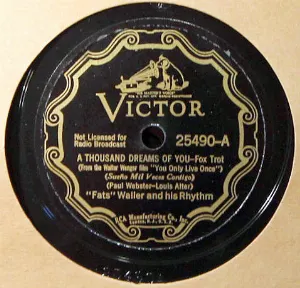 "HIS MASTER'S VOICE"
VICTOR
Not Licensed for
Radio Broadcast
25490-A
A THOUSAND DREAMS OF YOU-Fox Trot
(From the Walter Wanger film "You Only Live Once")
(Sueño Mil Veces Contigo)
(Paul Webster-Louis Alter)
"Fats" Waller and his Rhythm
RCA Manufacturing Co., Inc.
Camden, N. J., U. S. A.